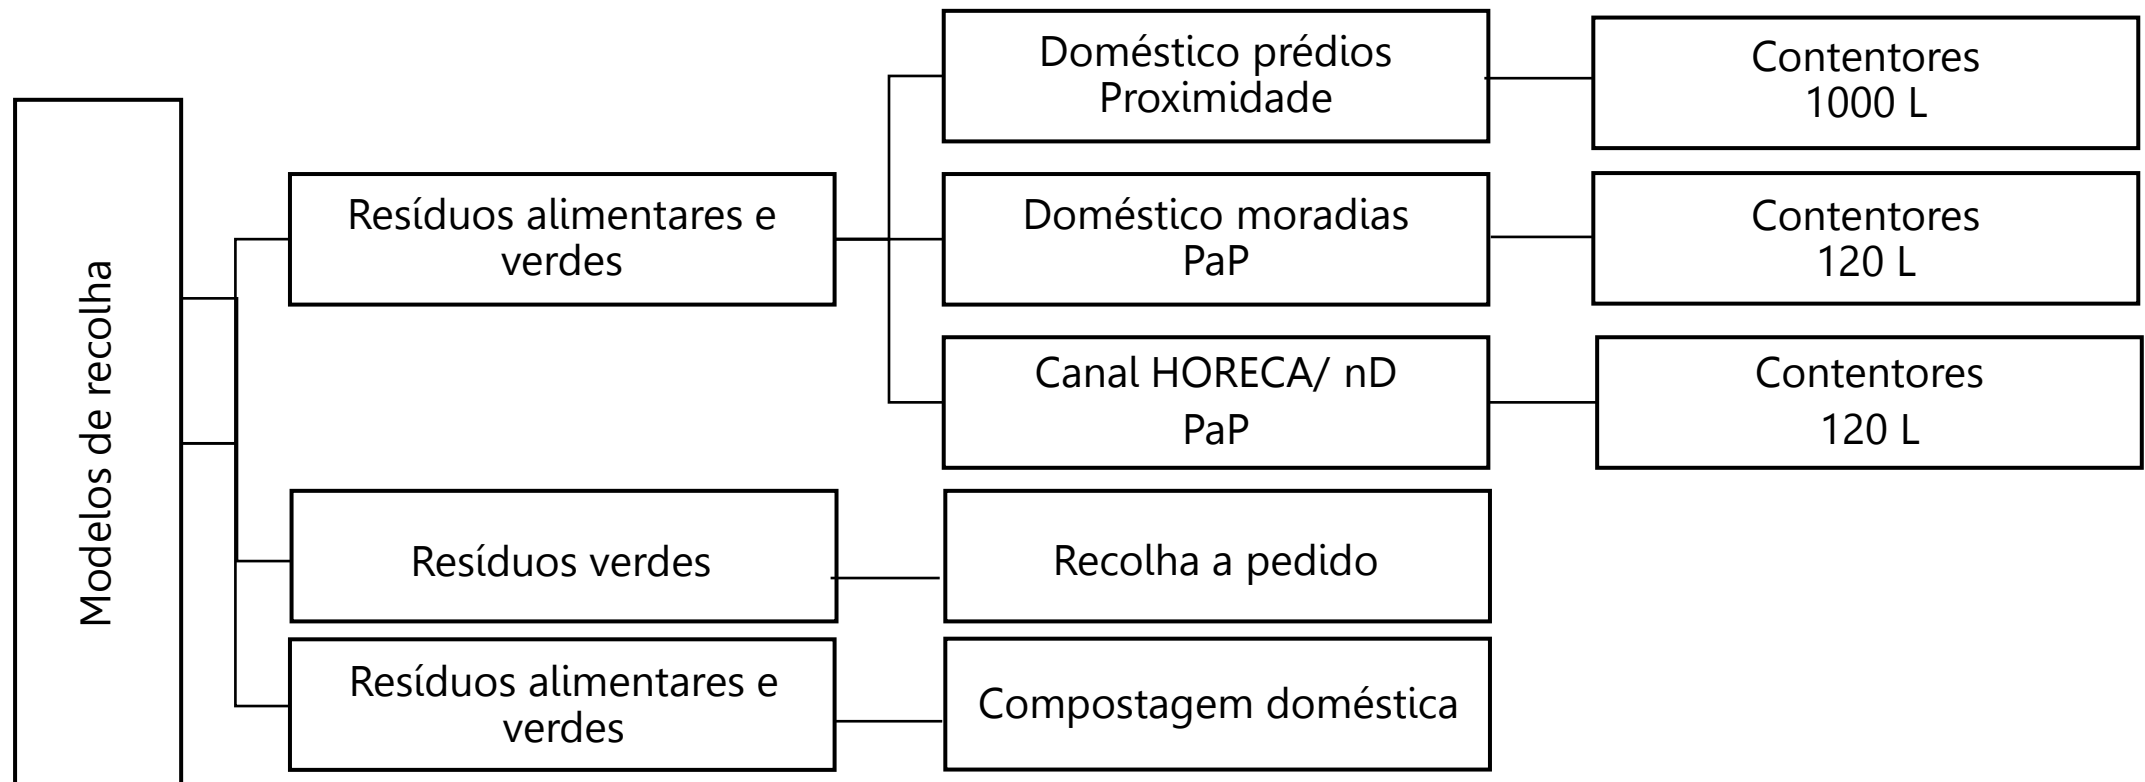 Modelos de recolha
Resíduos alimentares e
verdes
Doméstico prédios
Proximidade
Contentores
1000 L
Doméstico moradias
PaP
Contentores
120 L
Canal HORECA/ nD
PaP
Contentores
120 L
Resíduos verdes
Recolha a pedido
Resíduos alimentares e
verdes
Compostagem doméstica